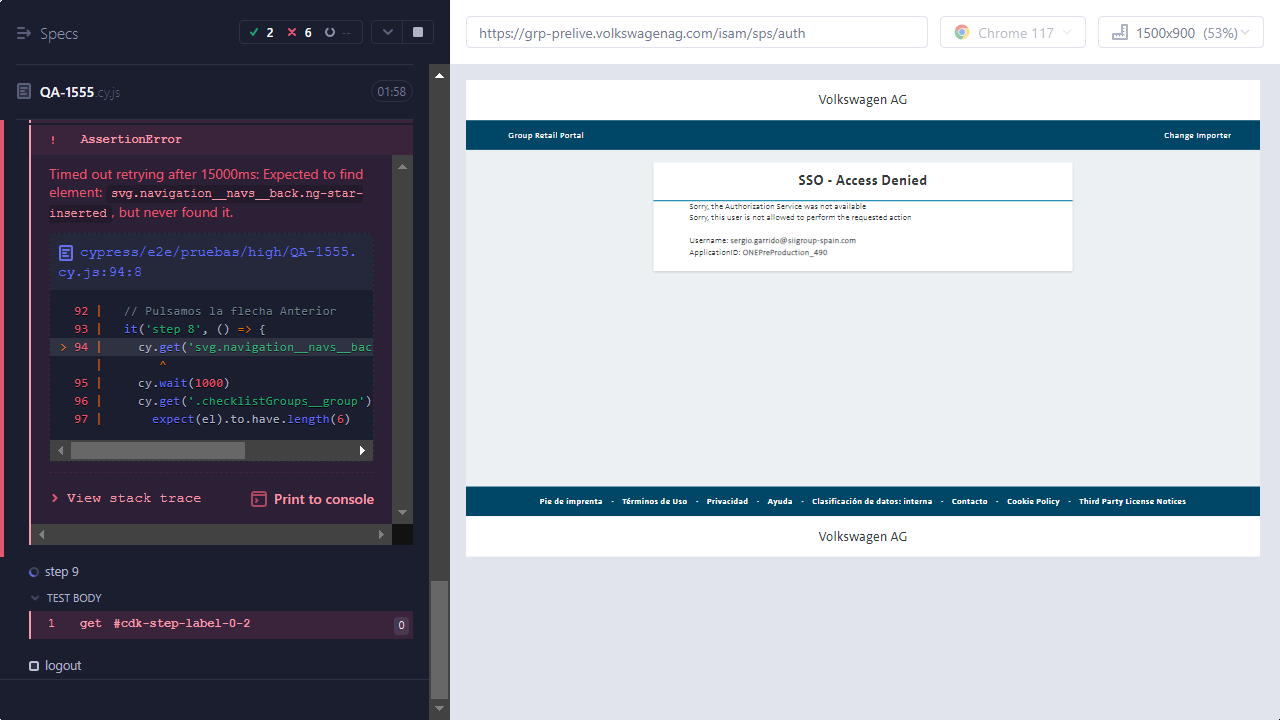 Specs
2
6
--
QA-1555.cy.js
01:58
! AssertionError
Timed out retrying after 15000ms: Expected to find
element: svg.navigation__navs__back.ng-star-
inserted, but never found it.
cypress/e2e/pruebas/high/QA-1555.
cy.js:94:8
92 | // Pulsamos la flecha Anterior
93 | it('step 8', () => {
> 94 | cy.get('svg.navigation__navs__bac
| ^
95 | cy.wait(1000)
96 | cy.get('.checklistGroups__group')
97 | expect(el).to.have.length(6)
> View stack trace
Print to console
step 9
TEST BODY
1 get #cdk-step-label-0-2 0
logout
https://grp-prelive.volkswagenag.com/isam/sps/auth
Chrome 117
1500x900 (53%)
Volkswagen AG
Group Retail Portal
Change Importer
SSO - Access Denied
Sorry, the Authorization Service was not available
Sorry, this user is not allowed to perform the requested action
Username: sergio.garrido@siigroup-spain.com
ApplicationID: ONEPreProduction_490
Pie de imprenta - Términos de Uso - Privacidad - Ayuda - Clasificación de datos: interna - Contacto - Cookie Policy - Third Party License Notices
Volkswagen AG